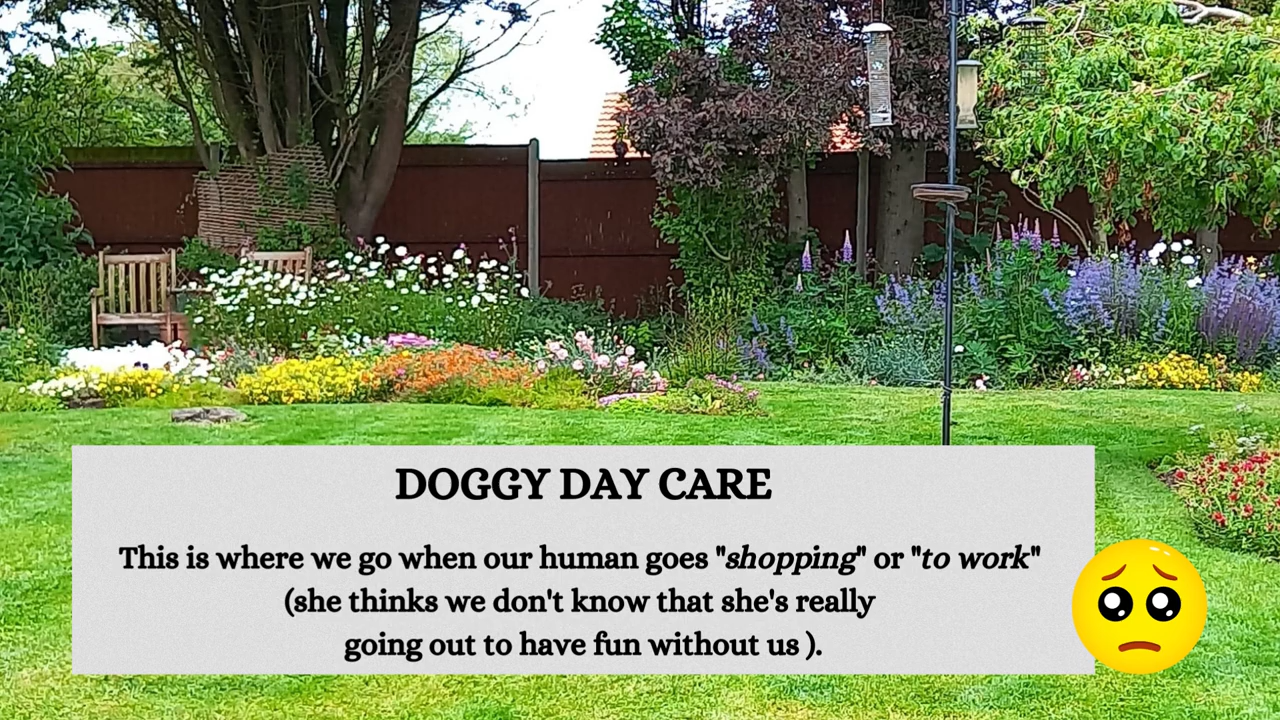 DOGGY DAY CARE
This is where we go when our human goes "shopping" or "to work"
(she thinks we don't know that she's really
going out to have fun without us ).